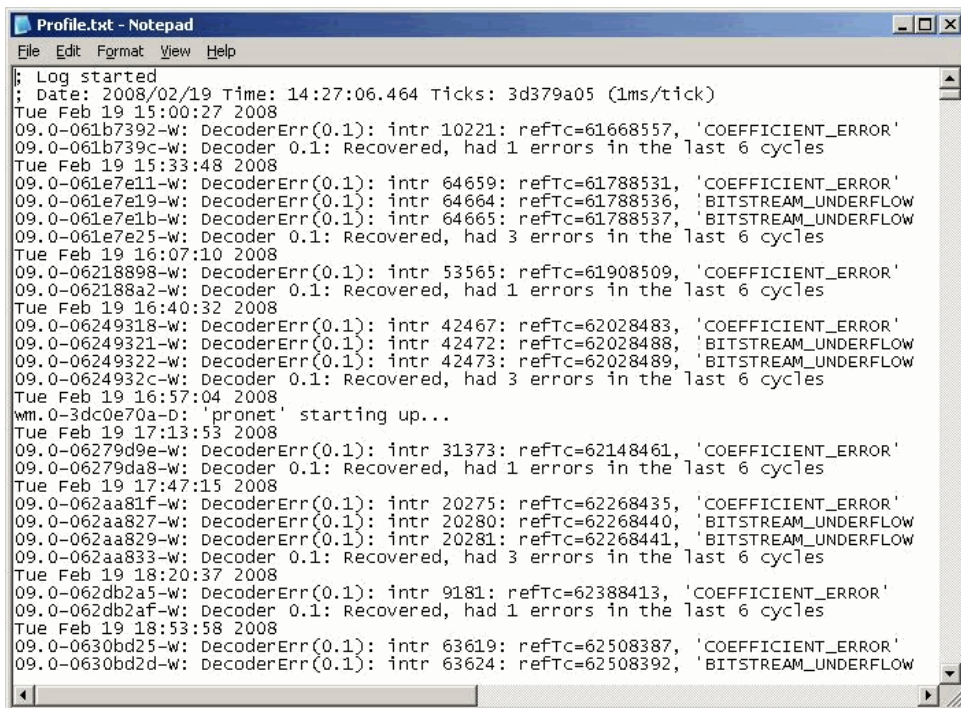 Profile.txt - Notepad
File Edit Format View Help
; Log started
; Date: 2008/02/19 Time: 14:27:06.464 Ticks: 3d379a05 (1ms/tick)
Tue Feb 19 15:00:27 2008
09.0-061b7392-W: DecoderErr(0.1): intr 10221: refTc=61668557, 'COEFFICIENT_ERROR'
09.0-061b739c-W: Decoder 0.1: Recovered, had 1 errors in the last 6 cycles
Tue Feb 19 15:33:48 2008
09.0-061e7e11-W: DecoderErr(0.1): intr 64659: refTc=61788531, 'COEFFICIENT_ERROR'
09.0-061e7e19-W: DecoderErr(0.1): intr 64664: refTc=61788536, 'BITSTREAM_UNDERFLOW
09.0-061e7e1b-W: DecoderErr(0.1): intr 64665: refTc=61788537, 'BITSTREAM_UNDERFLOW
09.0-061e7e25-W: Decoder 0.1: Recovered, had 3 errors in the last 6 cycles
Tue Feb 19 16:07:10 2008
09.0-06218898-W: DecoderErr(0.1): intr 53565: refTc=61908509, 'COEFFICIENT_ERROR'
09.0-062188a2-W: Decoder 0.1: Recovered, had 1 errors in the last 6 cycles
Tue Feb 19 16:40:32 2008
09.0-06249318-W: DecoderErr(0.1): intr 42467: refTc=62028483, 'COEFFICIENT_ERROR'
09.0-06249321-W: DecoderErr(0.1): intr 42472: refTc=62028488, 'BITSTREAM_UNDERFLOW
09.0-06249322-W: DecoderErr(0.1): intr 42473: refTc=62028489, 'BITSTREAM_UNDERFLOW
09.0-0624932c-W: Decoder 0.1: Recovered, had 3 errors in the last 6 cycles
Tue Feb 19 16:57:04 2008
wm.0-3dc0e70a-D: 'pronet' starting up...
Tue Feb 19 17:13:53 2008
09.0-06279d9e-W: DecoderErr(0.1): intr 31373: refTc=62148461, 'COEFFICIENT_ERROR'
09.0-06279da8-W: Decoder 0.1: Recovered, had 1 errors in the last 6 cycles
Tue Feb 19 17:47:15 2008
09.0-062aa81f-W: DecoderErr(0.1): intr 20275: refTc=62268435, 'COEFFICIENT_ERROR'
09.0-062aa827-W: DecoderErr(0.1): intr 20280: refTc=62268440, 'BITSTREAM_UNDERFLOW
09.0-062aa829-W: DecoderErr(0.1): intr 20281: refTc=62268441, 'BITSTREAM_UNDERFLOW
09.0-062aa833-W: Decoder 0.1: Recovered, had 3 errors in the last 6 cycles
Tue Feb 19 18:20:37 2008
09.0-062db2a5-W: DecoderErr(0.1): intr 9181: refTc=62388413, 'COEFFICIENT_ERROR'
09.0-062db2af-W: Decoder 0.1: Recovered, had 1 errors in the last 6 cycles
Tue Feb 19 18:53:58 2008
09.0-0630bd25-W: DecoderErr(0.1): intr 63619: refTc=62508387, 'COEFFICIENT_ERROR'
09.0-0630bd2d-W: DecoderErr(0.1): intr 63624: refTc=62508392, 'BITSTREAM_UNDERFLOW